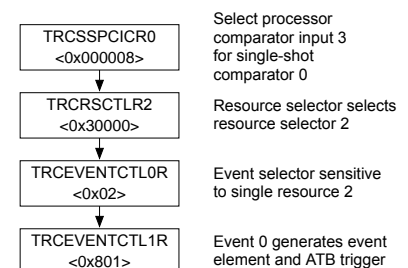 TRCSSPCICR0
<0x000008>
Select processor
comparator input 3
for single-shot
comparator 0
TRCRSCTLR2
<0x30000>
Resource selector selects
resource selector 2
TRCEVENTCTL0R
<0x02>
Event selector sensitive
to single resource 2
TRCEVENTCTL1R
<0x801>
Event 0 generates event
element and ATB trigger